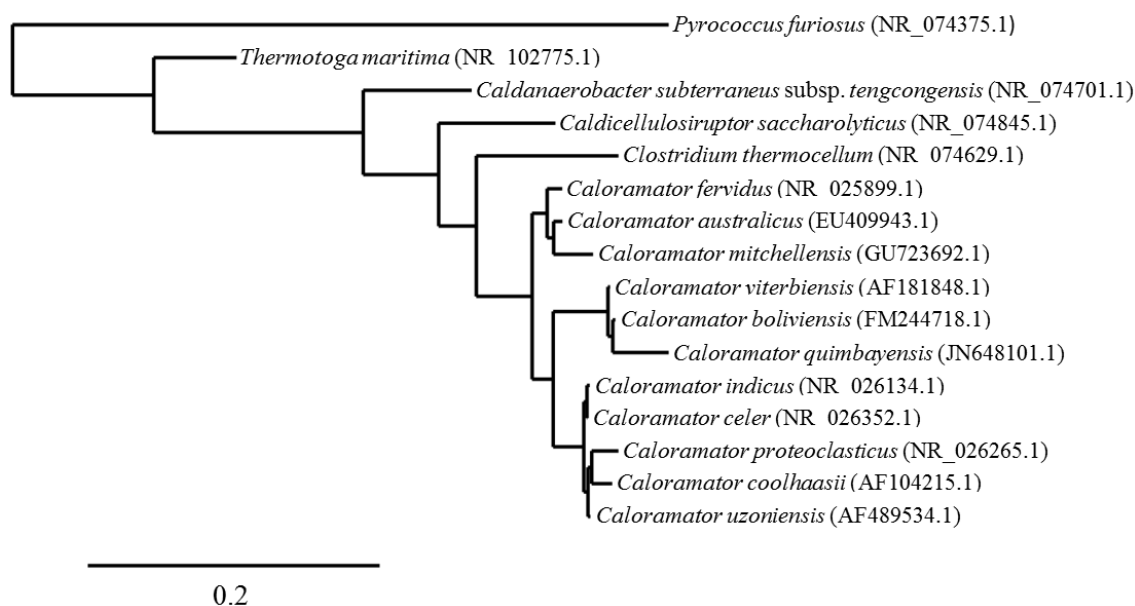 Pyrococcus furiosus (NR_074375.1)
Thermotoga maritima (NR 102775.1)
Caldanaerobacter subterraneus subsp. tengcongensis (NR_074701.1)
Caldicellulosiruptor saccharolyticus (NR_074845.1)
Clostridium thermocellum (NR 074629.1)
Caloramator fervidus (NR 025899.1)
Caloramator australicus (EU409943.1)
Caloramator mitchellensis (GU723692.1)
Caloramator viterbiensis (AF181848.1)
Caloramator boliviensis (FM244718.1)
Caloramator quimbayensis (JN648101.1)
Caloramator indicus (NR 026134.1)
Caloramator celer (NR 026352.1)
Caloramator proteoclasticus (NR_026265.1)
Caloramator coolhaasii (AF104215.1)
Caloramator uzoniensis (AF489534.1)
0.2